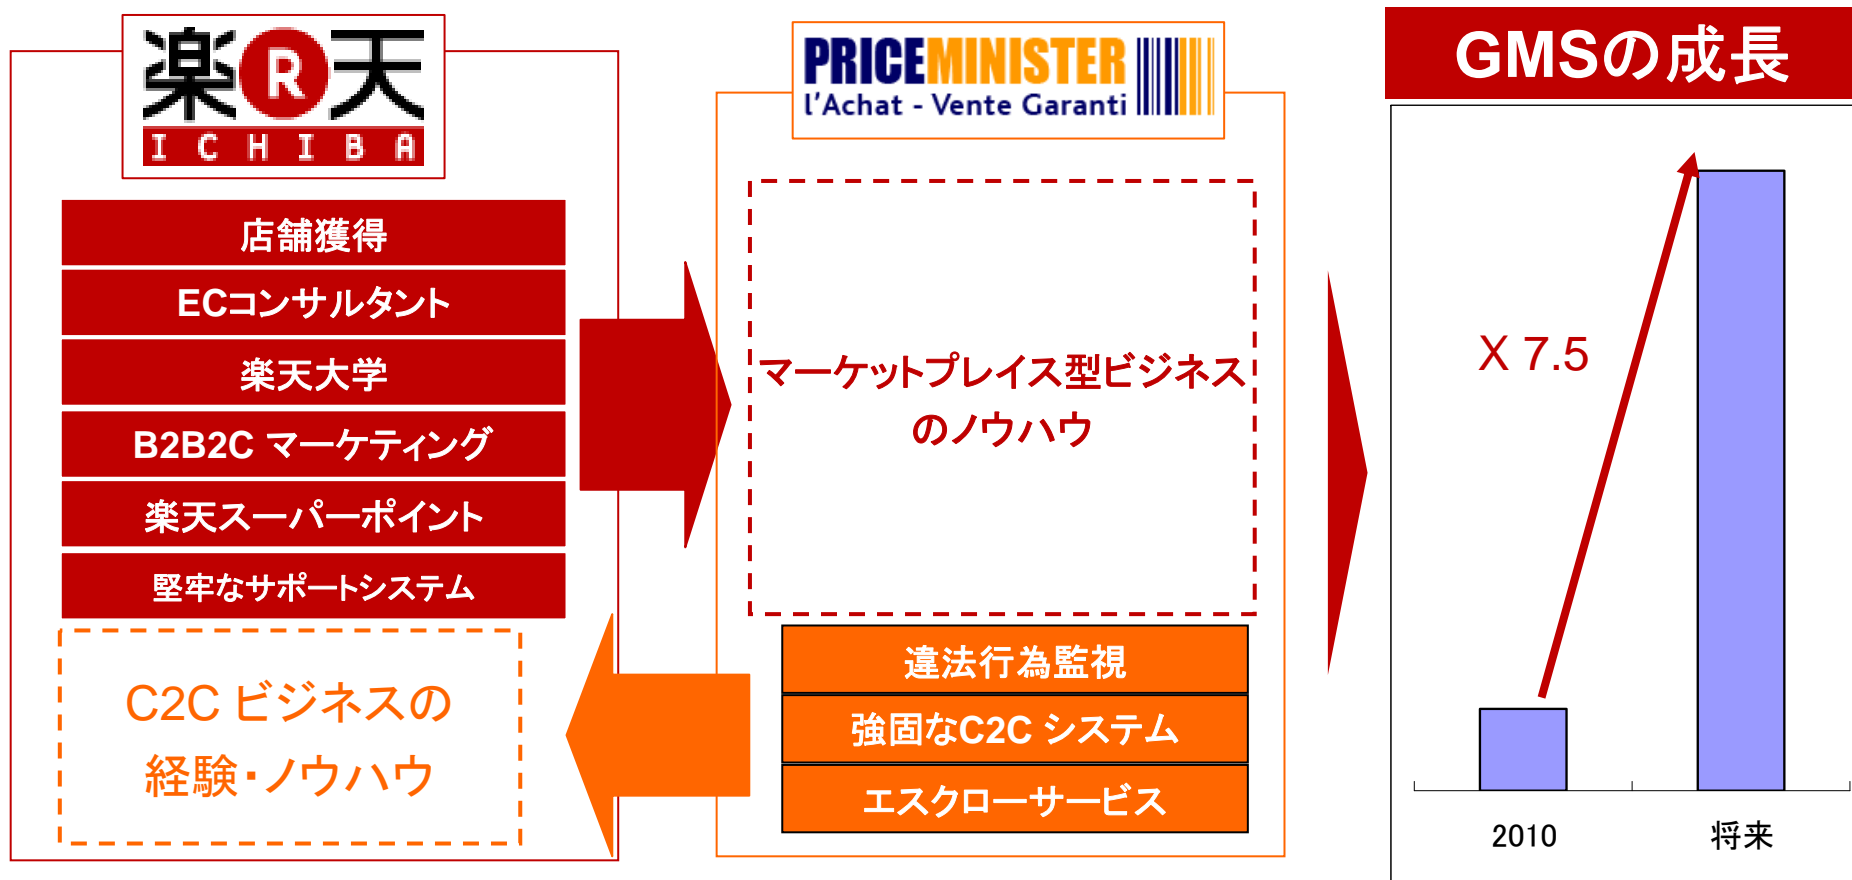 楽R天
ICHIBA
店舗獲得
ECコンサルタント
楽天大学
B2B2C マーケティング
楽天スーパーポイント
堅牢なサポートシステム
C2C ビジネスの
経験・ノウハウ
PRICEMINISTER
l'Achat - Vente Garanti
マーケットプレイス型ビジネス
のノウハウ
違法行為監視
強固なC2C システム
エスクローサービス
GMSの成長
X 7.5
2010
将来